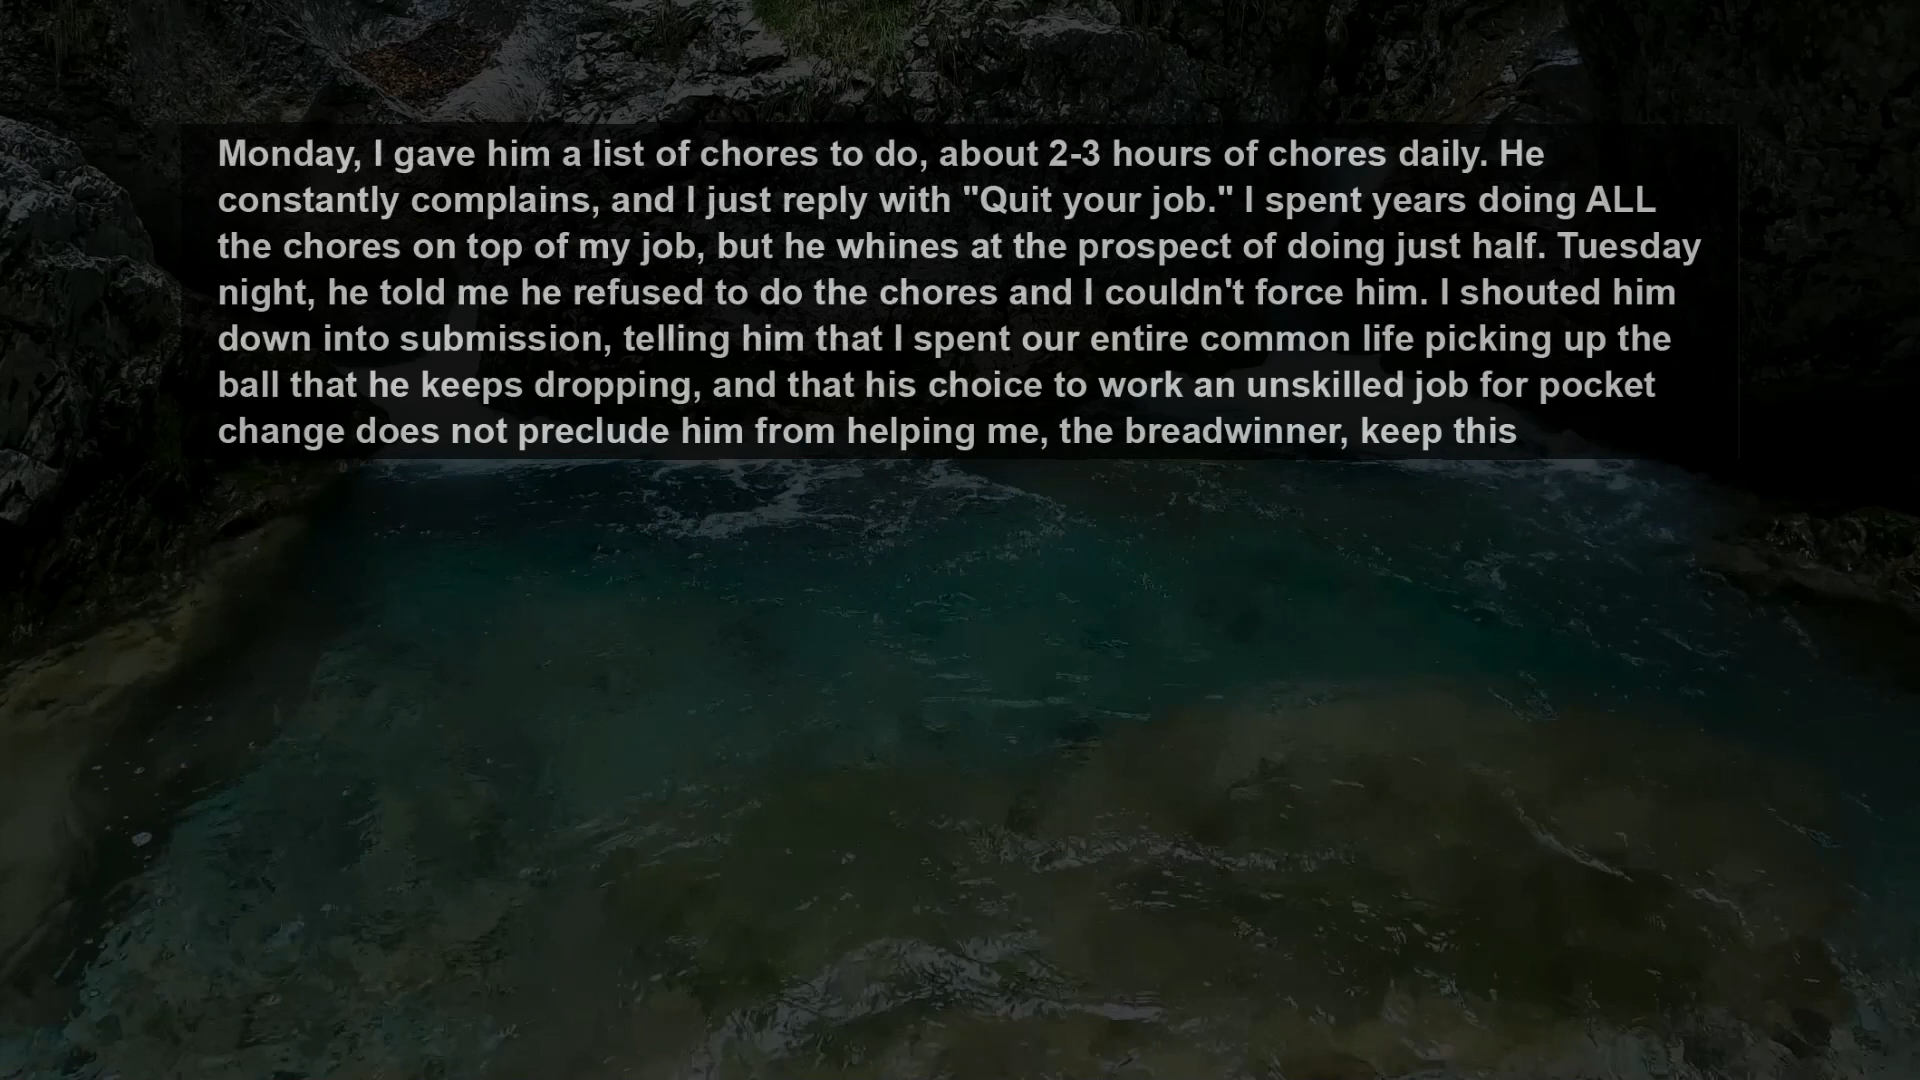 Monday, I gave him a list of chores to do, about 2-3 hours of chores daily. He
constantly complains, and I just reply with "Quit your job." I spent years doing ALL
the chores on top of my job, but he whines at the prospect of doing just half. Tuesday
night, he told me he refused to do the chores and I couldn't force him. I shouted him
down into submission, telling him that I spent our entire common life picking up the
ball that he keeps dropping, and that his choice to work an unskilled job for pocket
change does not preclude him from helping me, the breadwinner, keep this